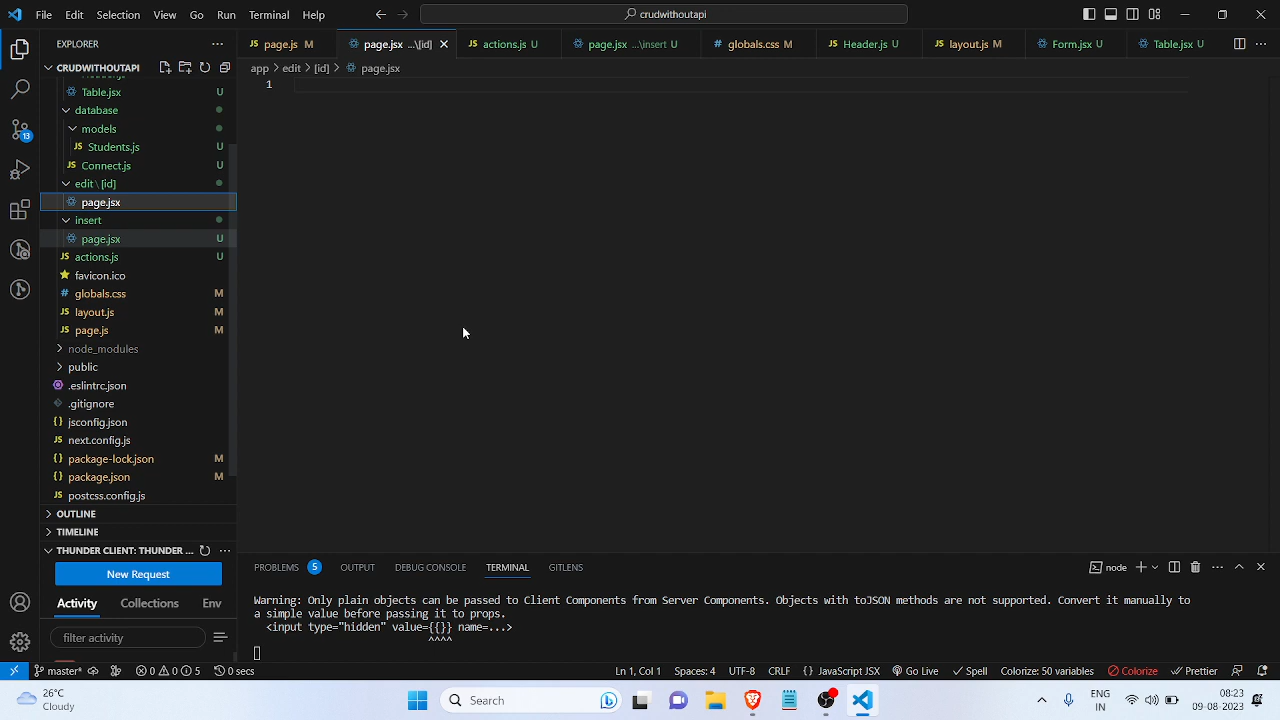 File Edit Selection View Go Run Terminal Help
crudwithoutapi
EXPLORER
page.js M
page.jsx ...\[id]
actions.js U
page.jsx ...\insert U
globals.css M
Header.js U
layout.js M
Form.jsx U
Table.jsx U
CRUDWITHOUTAPI
app > edit > [id] > page.jsx
1
Table.jsx U
database
models
Students.js U
Connect.js U
edit \ [id]
page.jsx
insert
page.jsx U
actions.js U
favicon.ico
globals.css M
layout.js M
page.js M
node_modules
public
.eslintrc.json
.gitignore
jsconfig.json
next.config.js
package-lock.json M
package.json M
postcss.config.js
OUTLINE
TIMELINE
THUNDER CLIENT: THUNDER ...
New Request
Activity Collections Env
filter activity
PROBLEMS 5 OUTPUT DEBUG CONSOLE TERMINAL GITLENS
node
Warning: Only plain objects can be passed to Client Components from Server Components. Objects with toJSON methods are not supported. Convert it manually to
a simple value before passing it to props.
<input type="hidden" value={{}} name=...>
^^^^
13
master* 0 0 5 0 secs
Ln 1, Col 1 Spaces: 4 UTF-8 CRLF {} JavaScript JSX Go Live Spell Colorize: 50 variables Colorize Prettier
26°C
Cloudy
Search
ENG
IN
08:23
09-08-2023